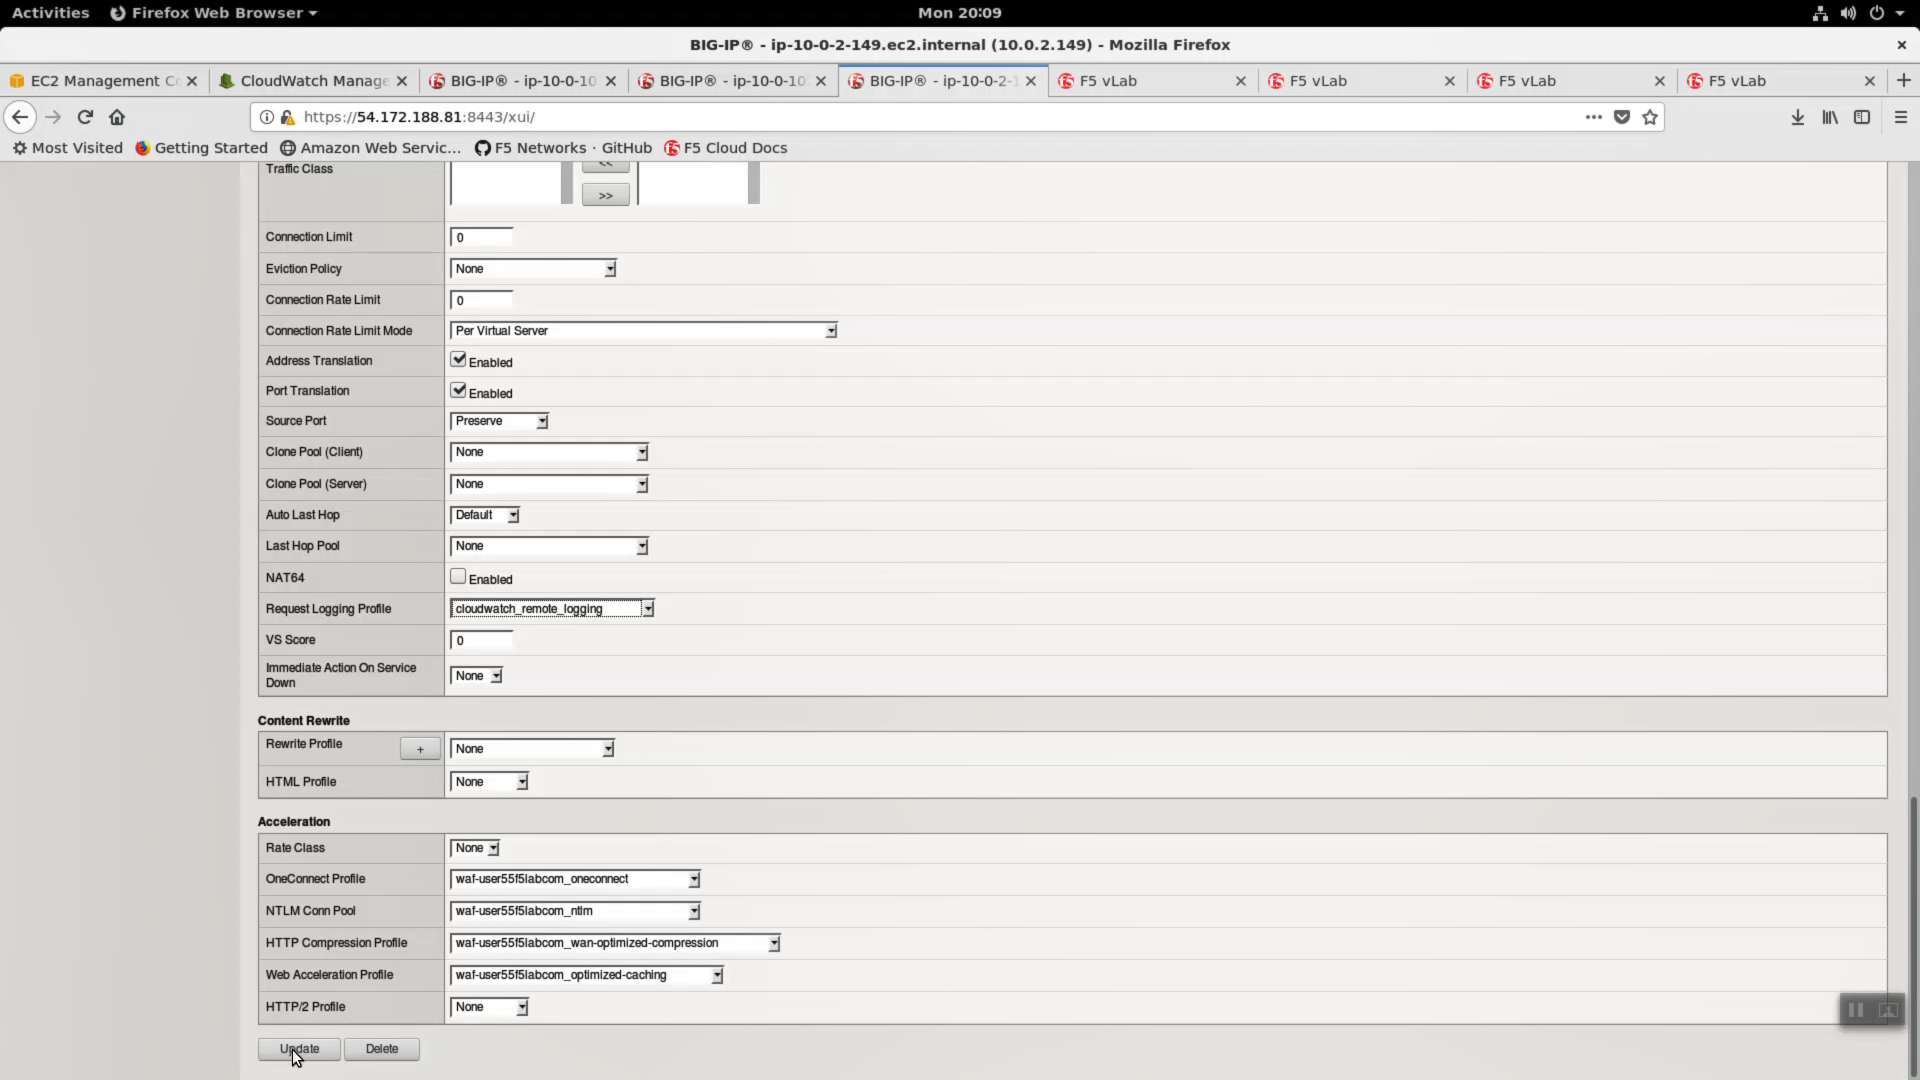 Activities Firefox Web Browser Mon 20:09
BIG-IP® - ip-10-0-2-149.ec2.internal (10.0.2.149) - Mozilla Firefox
EC2 Management Co CloudWatch Manage BIG-IP® - ip-10-0-10 BIG-IP® - ip-10-0-10 BIG-IP® - ip-10-0-2-1 F5 vLab F5 vLab F5 vLab F5 vLab
https://54.172.188.81:8443/xui/
Most Visited Getting Started Amazon Web Servic... F5 Networks · GitHub F5 Cloud Docs
Traffic Class <<
>>
Connection Limit 0
Eviction Policy None
Connection Rate Limit 0
Connection Rate Limit Mode Per Virtual Server
Address Translation Enabled
Port Translation Enabled
Source Port Preserve
Clone Pool (Client) None
Clone Pool (Server) None
Auto Last Hop Default
Last Hop Pool None
NAT64 Enabled
Request Logging Profile cloudwatch_remote_logging
VS Score 0
Immediate Action On Service
Down None
Content Rewrite
Rewrite Profile + None
HTML Profile None
Acceleration
Rate Class None
OneConnect Profile waf-user55f5labcom_oneconnect
NTLM Conn Pool waf-user55f5labcom_ntlm
HTTP Compression Profile waf-user55f5labcom_wan-optimized-compression
Web Acceleration Profile waf-user55f5labcom_optimized-caching
HTTP/2 Profile None
Update Delete